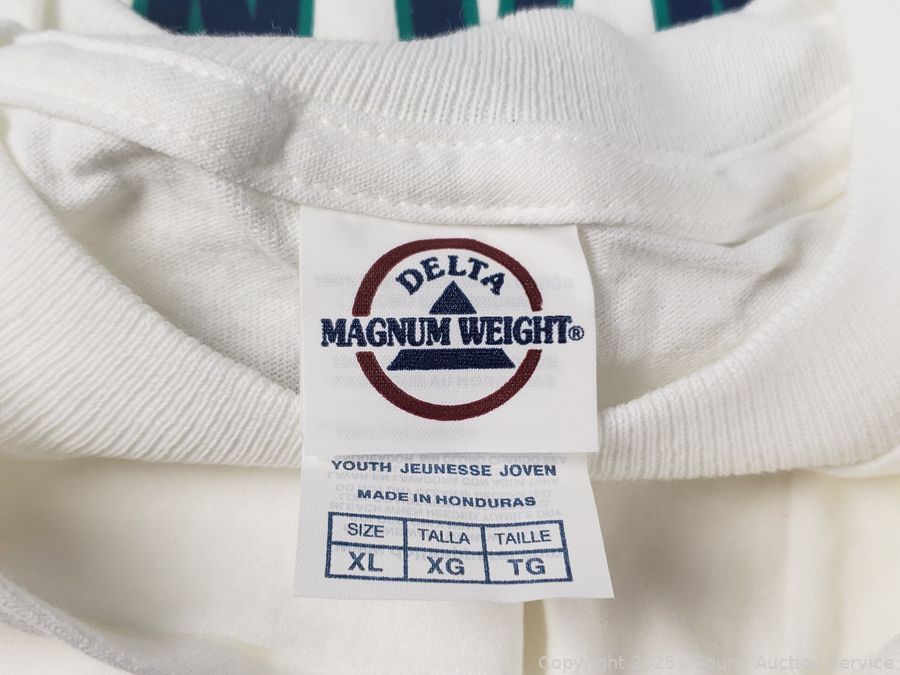 DELTA
MAGNUM WEIGHT®
YOUTH JEUNESSE JOVEN
MADE IN HONDURAS
SIZE TALLA TAILLE
XL XG TG
Copyright 2025 - Sound Auction Service